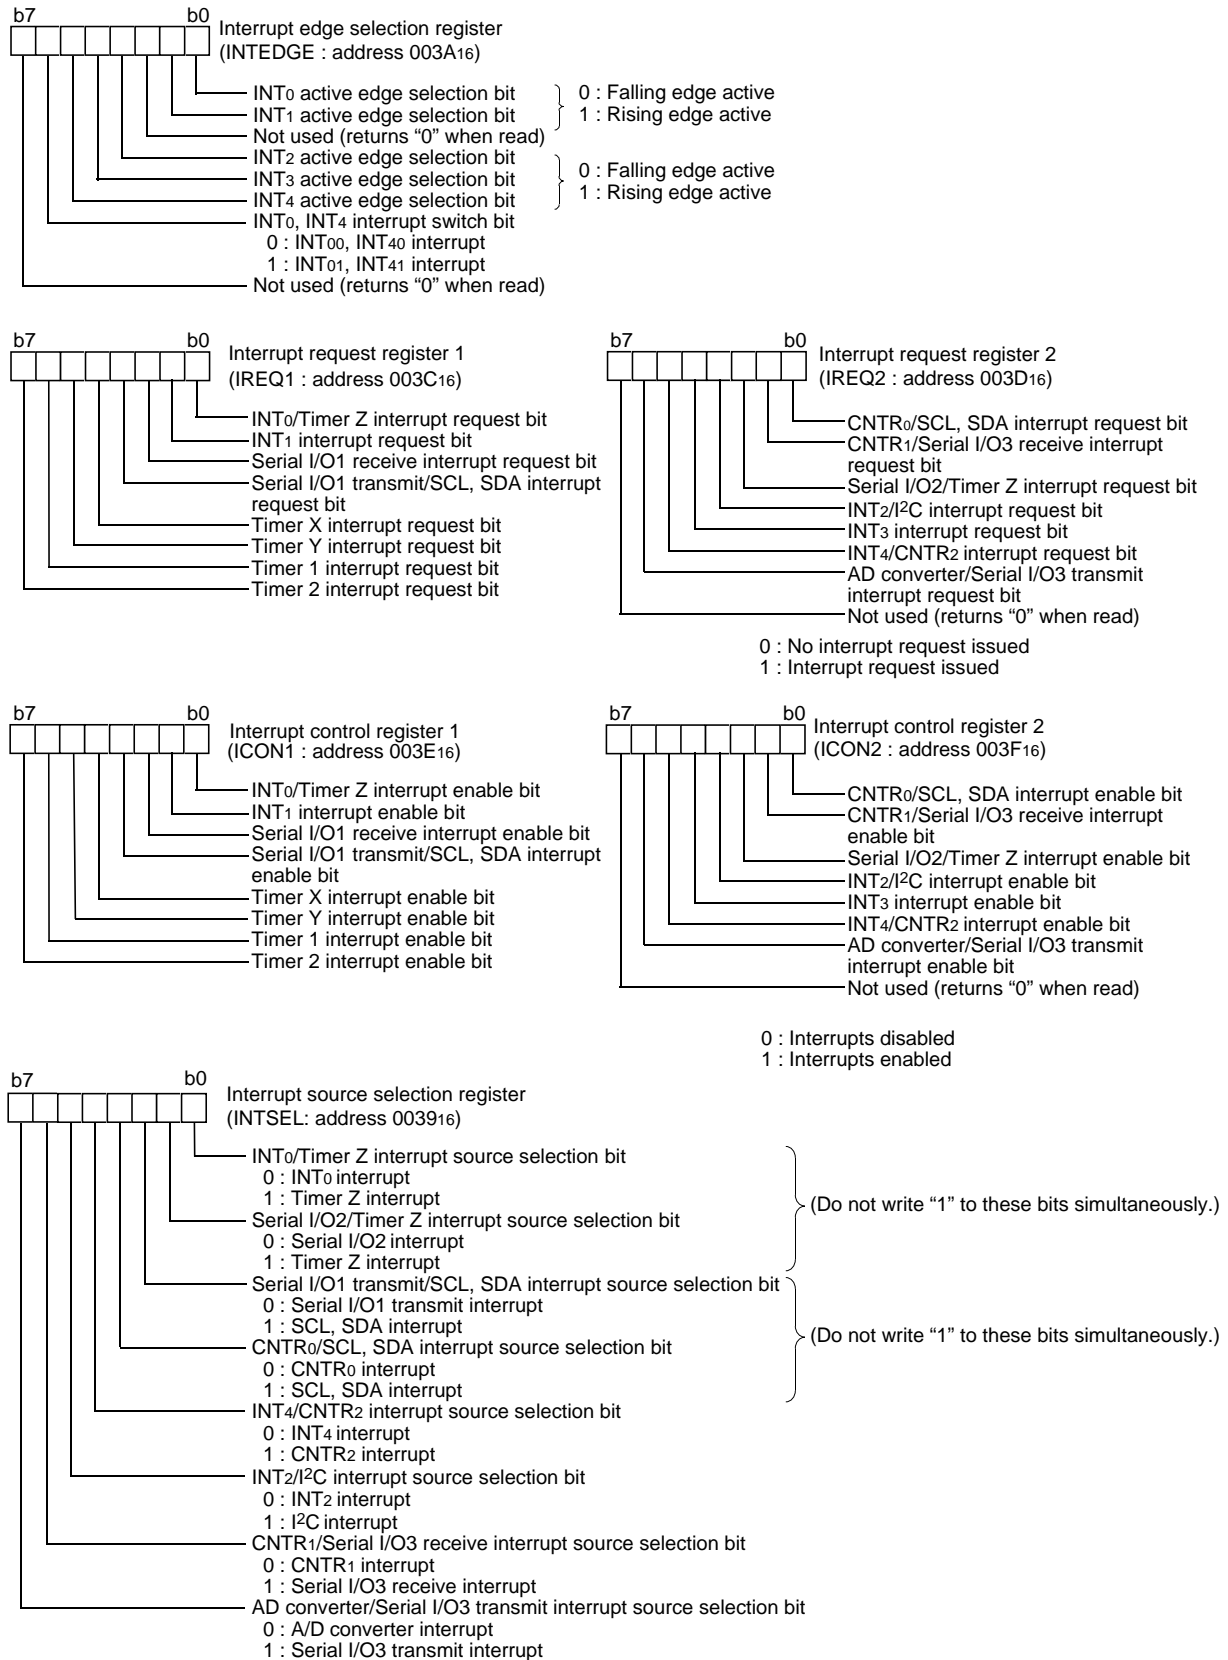 b7 b0
Interrupt edge selection register
(INTEDGE : address 003A16)
INT0 active edge selection bit
INT1 active edge selection bit
0 : Falling edge active
1 : Rising edge active
Not used (returns “0” when read)
INT2 active edge selection bit
INT3 active edge selection bit
INT4 active edge selection bit
0 : Falling edge active
1 : Rising edge active
INT0, INT4 interrupt switch bit
0 : INT00, INT40 interrupt
1 : INT01, INT41 interrupt
Not used (returns “0” when read)
b7 b0
Interrupt request register 1
(IREQ1 : address 003C16)
INT0/Timer Z interrupt request bit
INT1 interrupt request bit
Serial I/O1 receive interrupt request bit
Serial I/O1 transmit/SCL, SDA interrupt
request bit
Timer X interrupt request bit
Timer Y interrupt request bit
Timer 1 interrupt request bit
Timer 2 interrupt request bit
b7 b0
Interrupt request register 2
(IREQ2 : address 003D16)
CNTR0/SCL, SDA interrupt request bit
CNTR1/Serial I/O3 receive interrupt
request bit
Serial I/O2/Timer Z interrupt request bit
INT2/I2C interrupt request bit
INT3 interrupt request bit
INT4/CNTR2 interrupt request bit
AD converter/Serial I/O3 transmit
interrupt request bit
Not used (returns “0” when read)
0 : No interrupt request issued
1 : Interrupt request issued
b7 b0
Interrupt control register 1
(ICON1 : address 003E16)
INT0/Timer Z interrupt enable bit
INT1 interrupt enable bit
Serial I/O1 receive interrupt enable bit
Serial I/O1 transmit/SCL, SDA interrupt
enable bit
Timer X interrupt enable bit
Timer Y interrupt enable bit
Timer 1 interrupt enable bit
Timer 2 interrupt enable bit
b7 b0
Interrupt control register 2
(ICON2 : address 003F16)
CNTR0/SCL, SDA interrupt enable bit
CNTR1/Serial I/O3 receive interrupt
enable bit
Serial I/O2/Timer Z interrupt enable bit
INT2/I2C interrupt enable bit
INT3 interrupt enable bit
INT4/CNTR2 interrupt enable bit
AD converter/Serial I/O3 transmit
interrupt enable bit
Not used (returns “0” when read)
0 : Interrupts disabled
1 : Interrupts enabled
b7 b0
Interrupt source selection register
(INTSEL: address 003916)
INT0/Timer Z interrupt source selection bit
0 : INT0 interrupt
1 : Timer Z interrupt
Serial I/O2/Timer Z interrupt source selection bit
0 : Serial I/O2 interrupt
1 : Timer Z interrupt
(Do not write “1” to these bits simultaneously.)
Serial I/O1 transmit/SCL, SDA interrupt source selection bit
0 : Serial I/O1 transmit interrupt
1 : SCL, SDA interrupt
CNTR0/SCL, SDA interrupt source selection bit
0 : CNTR0 interrupt
1 : SCL, SDA interrupt
(Do not write “1” to these bits simultaneously.)
INT4/CNTR2 interrupt source selection bit
0 : INT4 interrupt
1 : CNTR2 interrupt
INT2/I2C interrupt source selection bit
0 : INT2 interrupt
1 : I2C interrupt
CNTR1/Serial I/O3 receive interrupt source selection bit
0 : CNTR1 interrupt
1 : Serial I/O3 receive interrupt
AD converter/Serial I/O3 transmit interrupt source selection bit
0 : A/D converter interrupt
1 : Serial I/O3 transmit interrupt